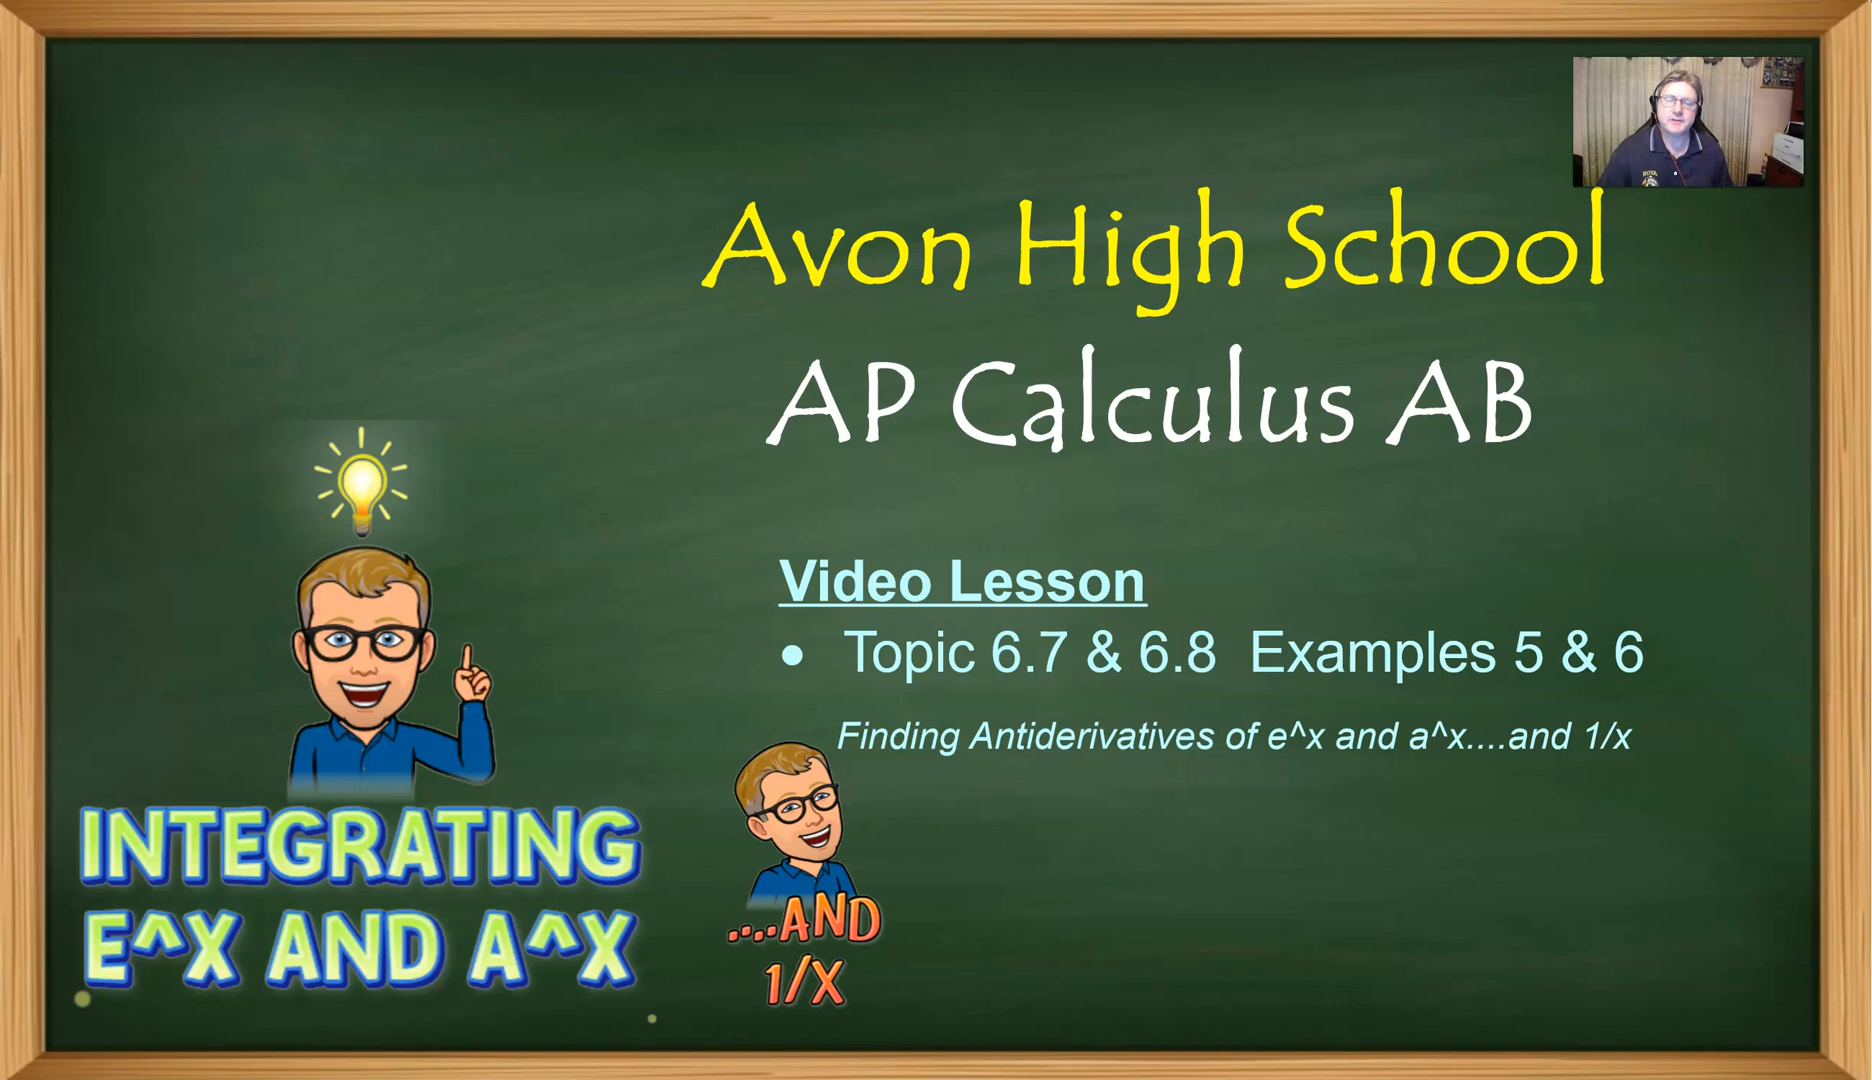 Avon High School
AP Calculus AB
Video Lesson
● Topic 6.7 & 6.8 Examples 5 & 6
Finding Antiderivatives of e^x and a^x....and 1/x
INTEGRATING
E^X AND A^X
....AND
1/X